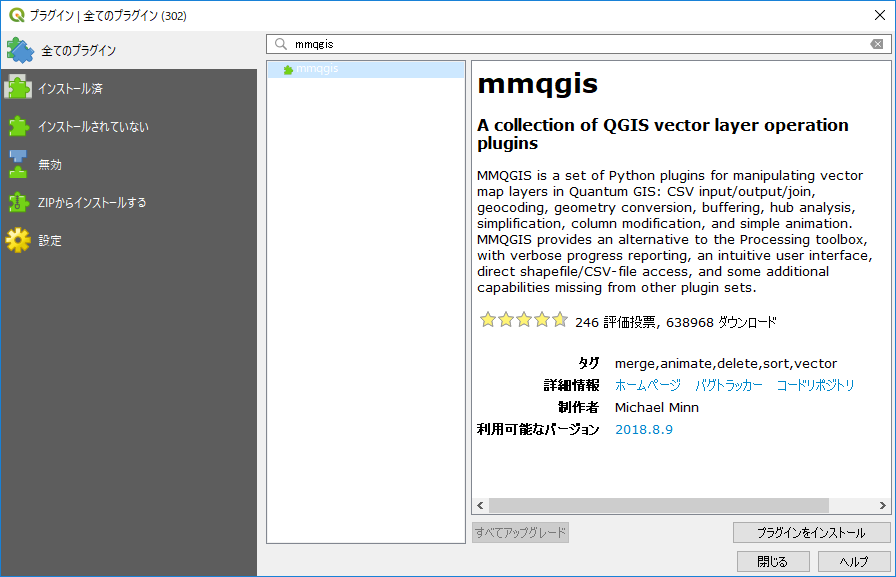 プラグイン | 全てのプラグイン (302)
全てのプラグイン
インストール済
インストールされていない
無効
ZIPからインストールする
設定
mmqgis
mmqgis
mmqgis
A collection of QGIS vector layer operation
plugins
MMQGIS is a set of Python plugins for manipulating vector
map layers in Quantum GIS: CSV input/output/join,
geocoding, geometry conversion, buffering, hub analysis,
simplification, column modification, and simple animation.
MMQGIS provides an alternative to the Processing toolbox,
with verbose progress reporting, an intuitive user interface,
direct shapefile/CSV-file access, and some additional
capabilities missing from other plugin sets.
246 評価投票, 638968 ダウンロード
タグ merge,animate,delete,sort,vector
詳細情報 ホームページ バグトラッカー コードリポジトリ
制作者 Michael Minn
利用可能なバージョン 2018.8.9
すべてアップグレード
プラグインをインストール
閉じる
ヘルプ